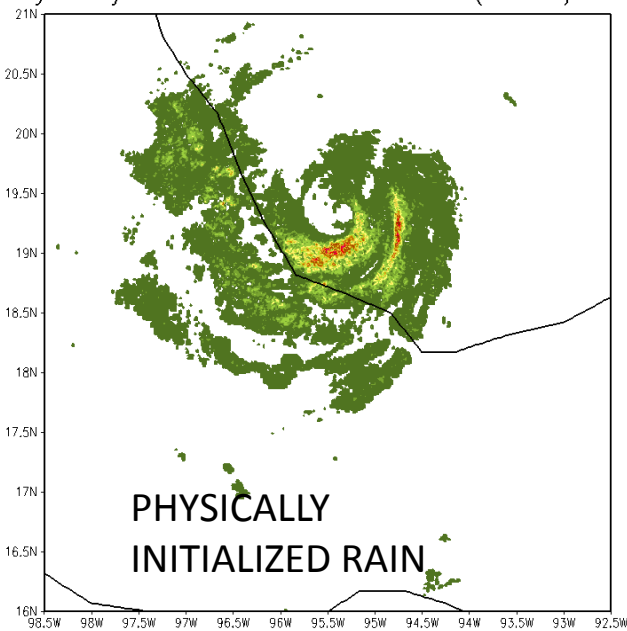 21N
20.5N
20N
19.5N
19N
18.5N
18N
17.5N
17N
16.5N
16N
PHYSICALLY
INITIALIZED RAIN
98.5W 98W 97.5W 97W 96.5W 96W 95.5W 95W 94.5W 94W 93.5W 93W 92.5W